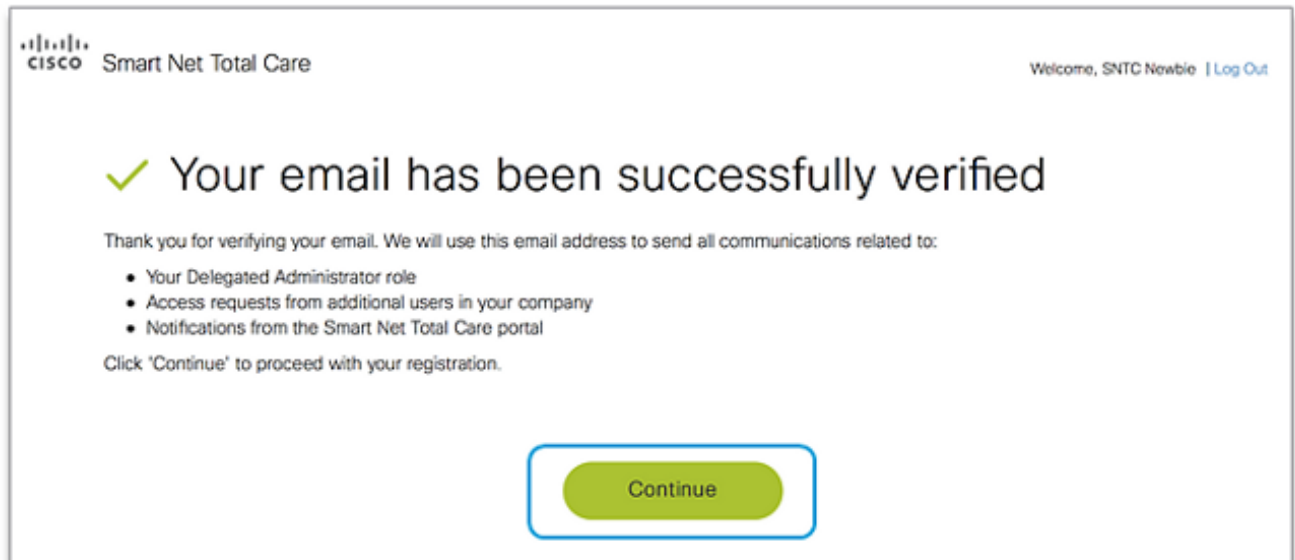 CISCO Smart Net Total Care
Welcome, SNTC Newbie | Log Out
Your email has been successfully verified
Thank you for verifying your email. We will use this email address to send all communications related to:
• Your Delegated Administrator role
• Access requests from additional users in your company
• Notifications from the Smart Net Total Care portal
Click 'Continue' to proceed with your registration.
Continue